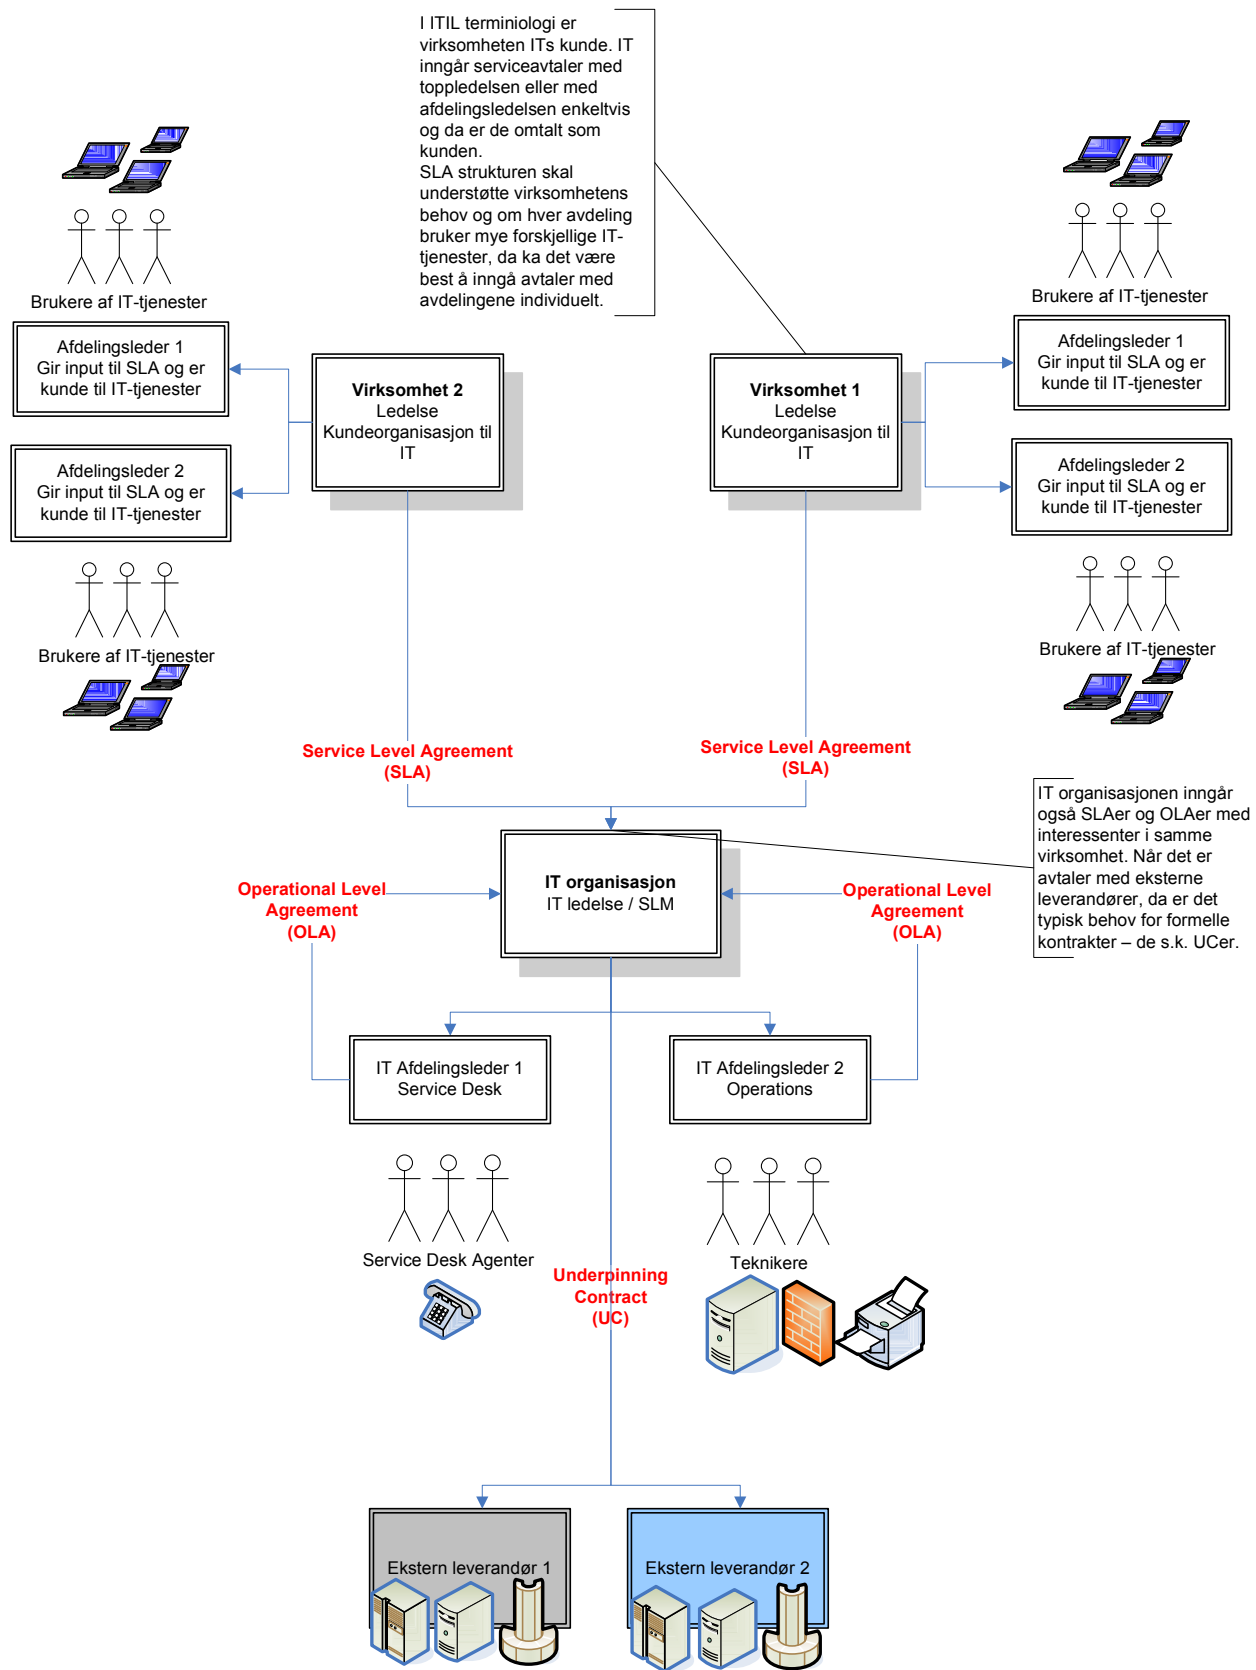 I ITIL terminologi er
virksomheten ITs kunde. IT
inngår serviceavtaler med
toppledelsen eller med
afdelingsledelsen enkeltvis
og da er de omtalt som
kunden.
SLA strukturen skal
understøtte virksomhetens
behov og om hver avdeling
bruker mye forskjellige IT-
tjenester, da ka det være
best å inngå avtaler med
avdelingene individuelt.
Brukere af IT-tjenester
Afdelingsleder 1
Gir input til SLA og er
kunde til IT-tjenester
Afdelingsleder 2
Gir input til SLA og er
kunde til IT-tjenester
Brukere af IT-tjenester
Virksomhet 2
Ledelse
Kundeorganisasjon til
IT
Virksomhet 1
Ledelse
Kundeorganisasjon til
IT
Brukere af IT-tjenester
Afdelingsleder 1
Gir input til SLA og er
kunde til IT-tjenester
Afdelingsleder 2
Gir input til SLA og er
kunde til IT-tjenester
Brukere af IT-tjenester
Service Level Agreement
(SLA)
Service Level Agreement
(SLA)
IT organisasjonen inngår
også SLAer og OLAer med
interessenter i samme
virksomhet. Når det er
avtaler med eksterne
leverandører, da er det
typisk behov for formelle
kontrakter – de s.k. UCer.
IT organisasjon
IT ledelse / SLM
Operational Level
Agreement
(OLA)
Operational Level
Agreement
(OLA)
IT Afdelingsleder 1
Service Desk
IT Afdelingsleder 2
Operations
Service Desk Agenter
Teknikere
Underpinning
Contract
(UC)
Ekstern leverandør 1
Ekstern leverandør 2